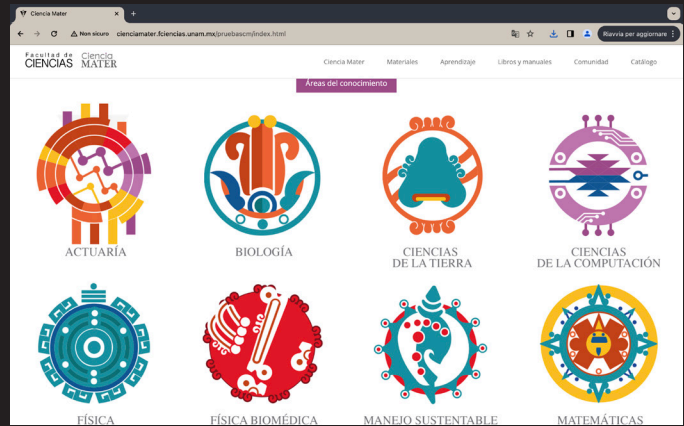 Ciencia Mater
Non sicuro cienciamater.fciencias.unam.mx/pruebascm/index.html
Riavvia per aggiornare
Facultad de Ciencia
CIENCIAS MATER
Ciencia Mater Materiales Aprendizaje Libros y manuales Comunidad Catálogo
Áreas del conocimiento
ACTUARÍA BIOLOGÍA CIENCIAS CIENCIAS
DE LA TIERRA DE LA COMPUTACIÓN
FÍSICA FÍSICA BIOMÉDICA MANEJO SUSTENTABLE MATEMÁTICAS